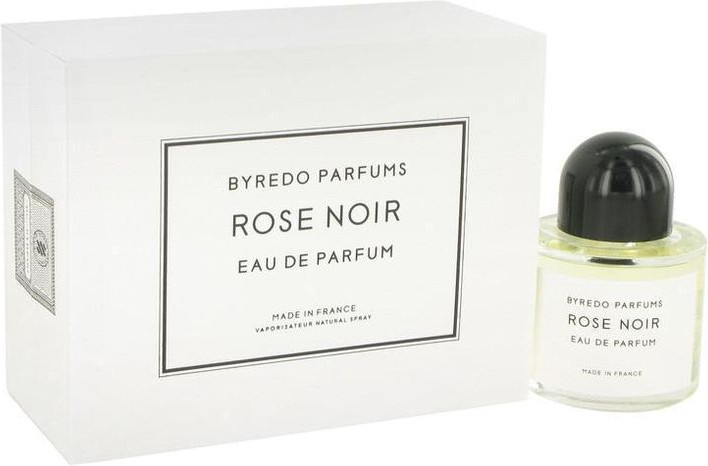 BYREDO PARFUMS
ROSE NOIR
EAU DE PARFUM
MADE IN FRANCE
VAPORISATEUR NATURAL SPRAY
BYREDO PARFUMS
ROSE NOIR
EAU DE PARFUM
MADE IN FRANCE